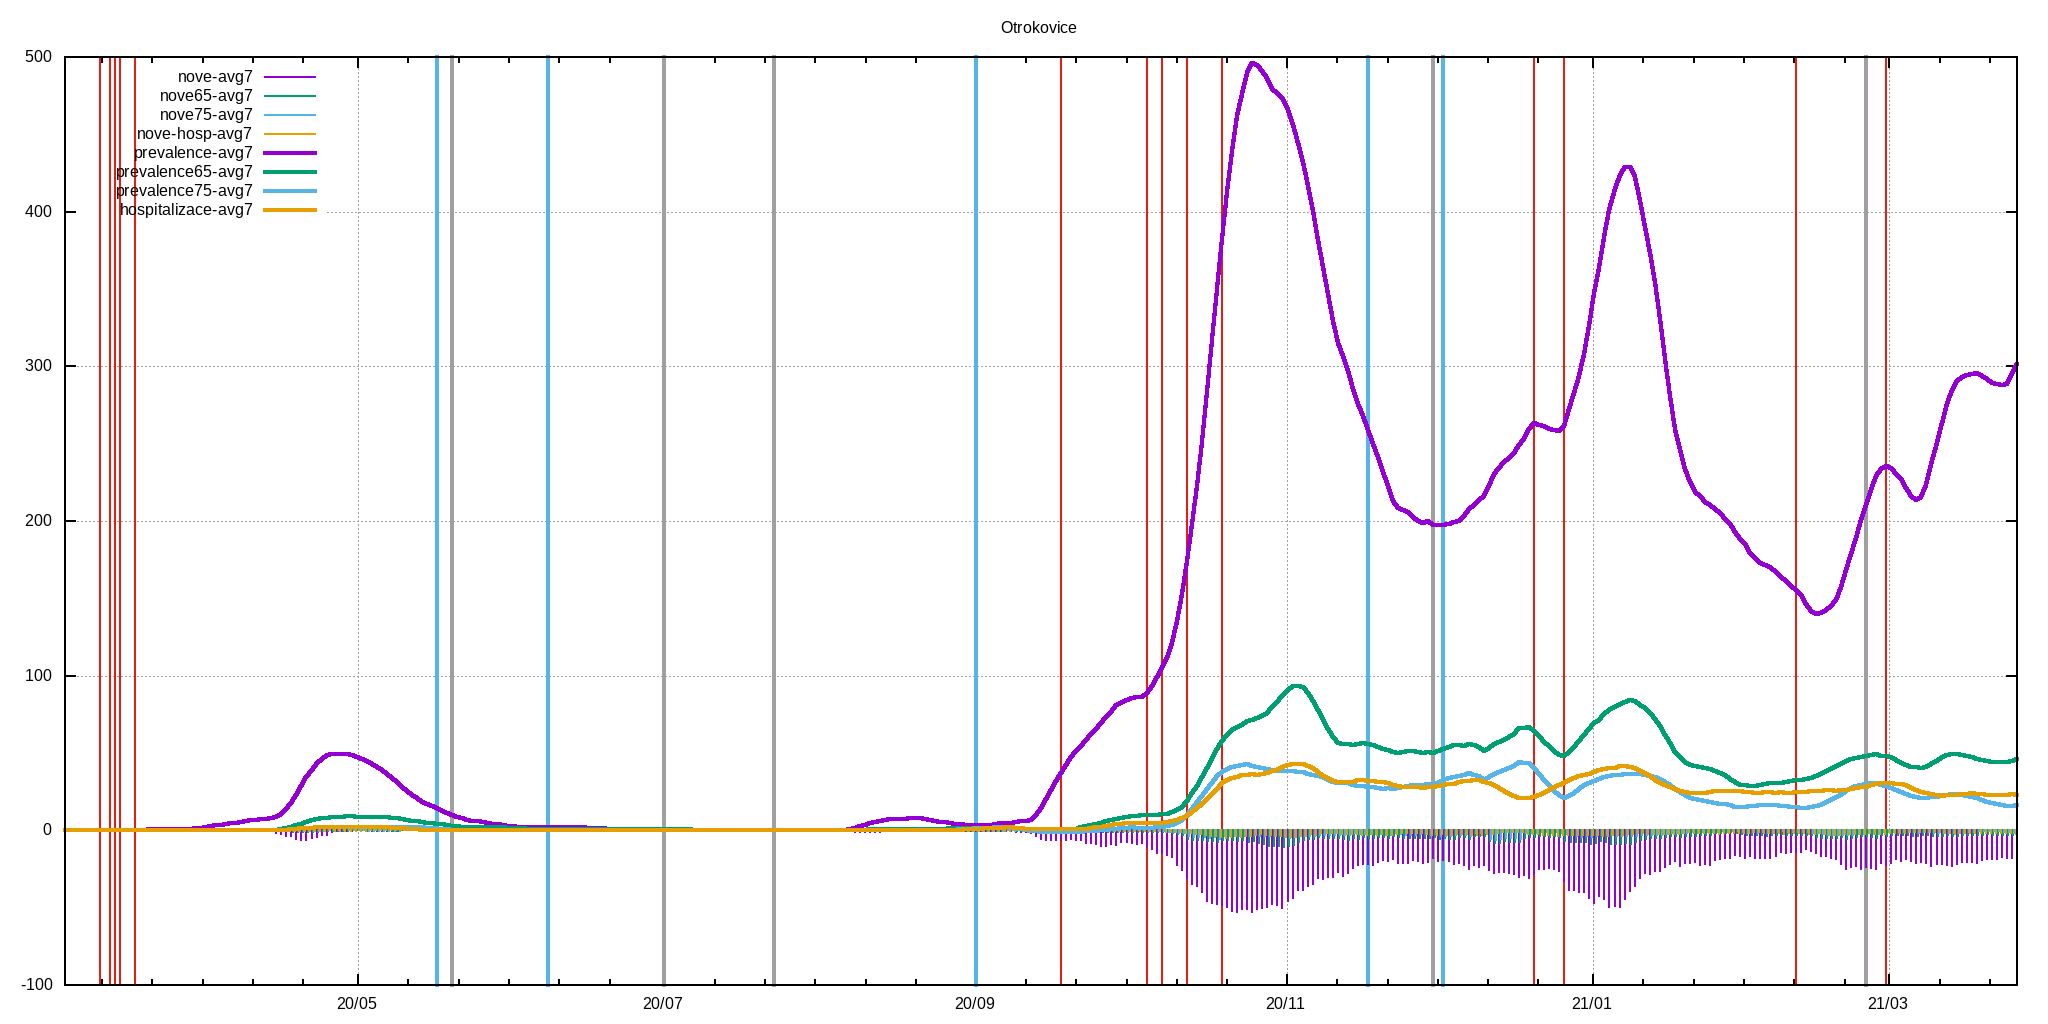 Otrokovice
500
nove-avg7
nove65-avg7
nove75-avg7
nove-hosp-avg7
prevalence-avg7
prevalence65-avg7
prevalence75-avg7
hospitalizace-avg7
400
300
200
100
0
-100
20/05
20/07
20/09
20/11
21/01
21/03